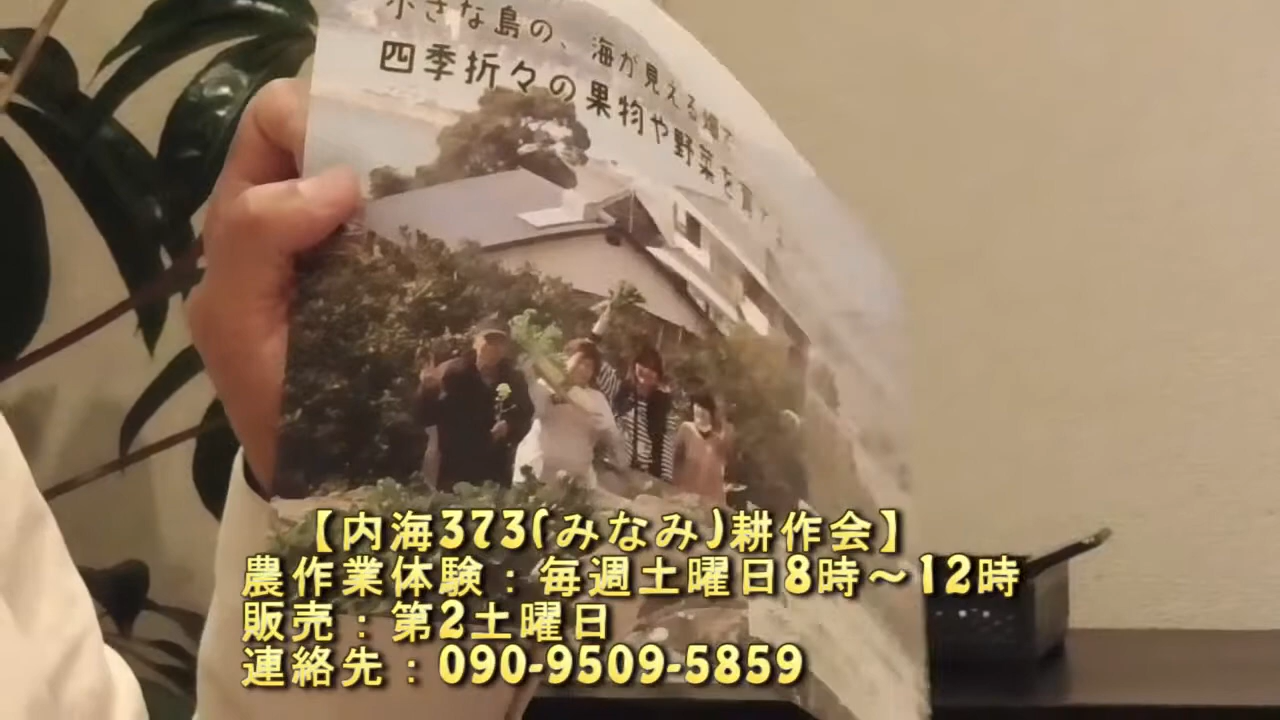 小さな島の、海が見える畑で
四季折々の果物や野菜を育て
【内海373(みなみ)耕作会】
農作業体験：毎週土曜日8時～12時
販売：第2土曜日
連絡先：090-9509-5859